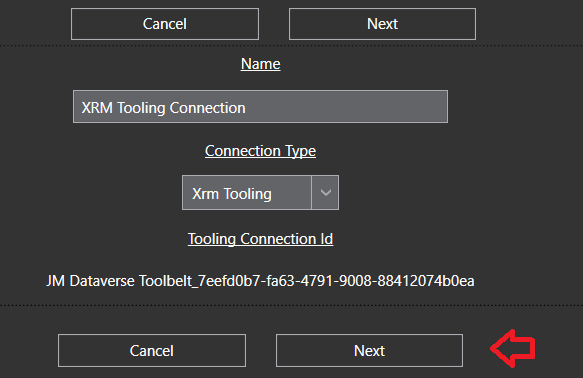 Cancel Next
Name
XRM Tooling Connection
Connection Type
Xrm Tooling
Tooling Connection Id
JM Dataverse Toolbelt_7eefd0b7-fa63-4791-9008-88412074b0ea
Cancel Next